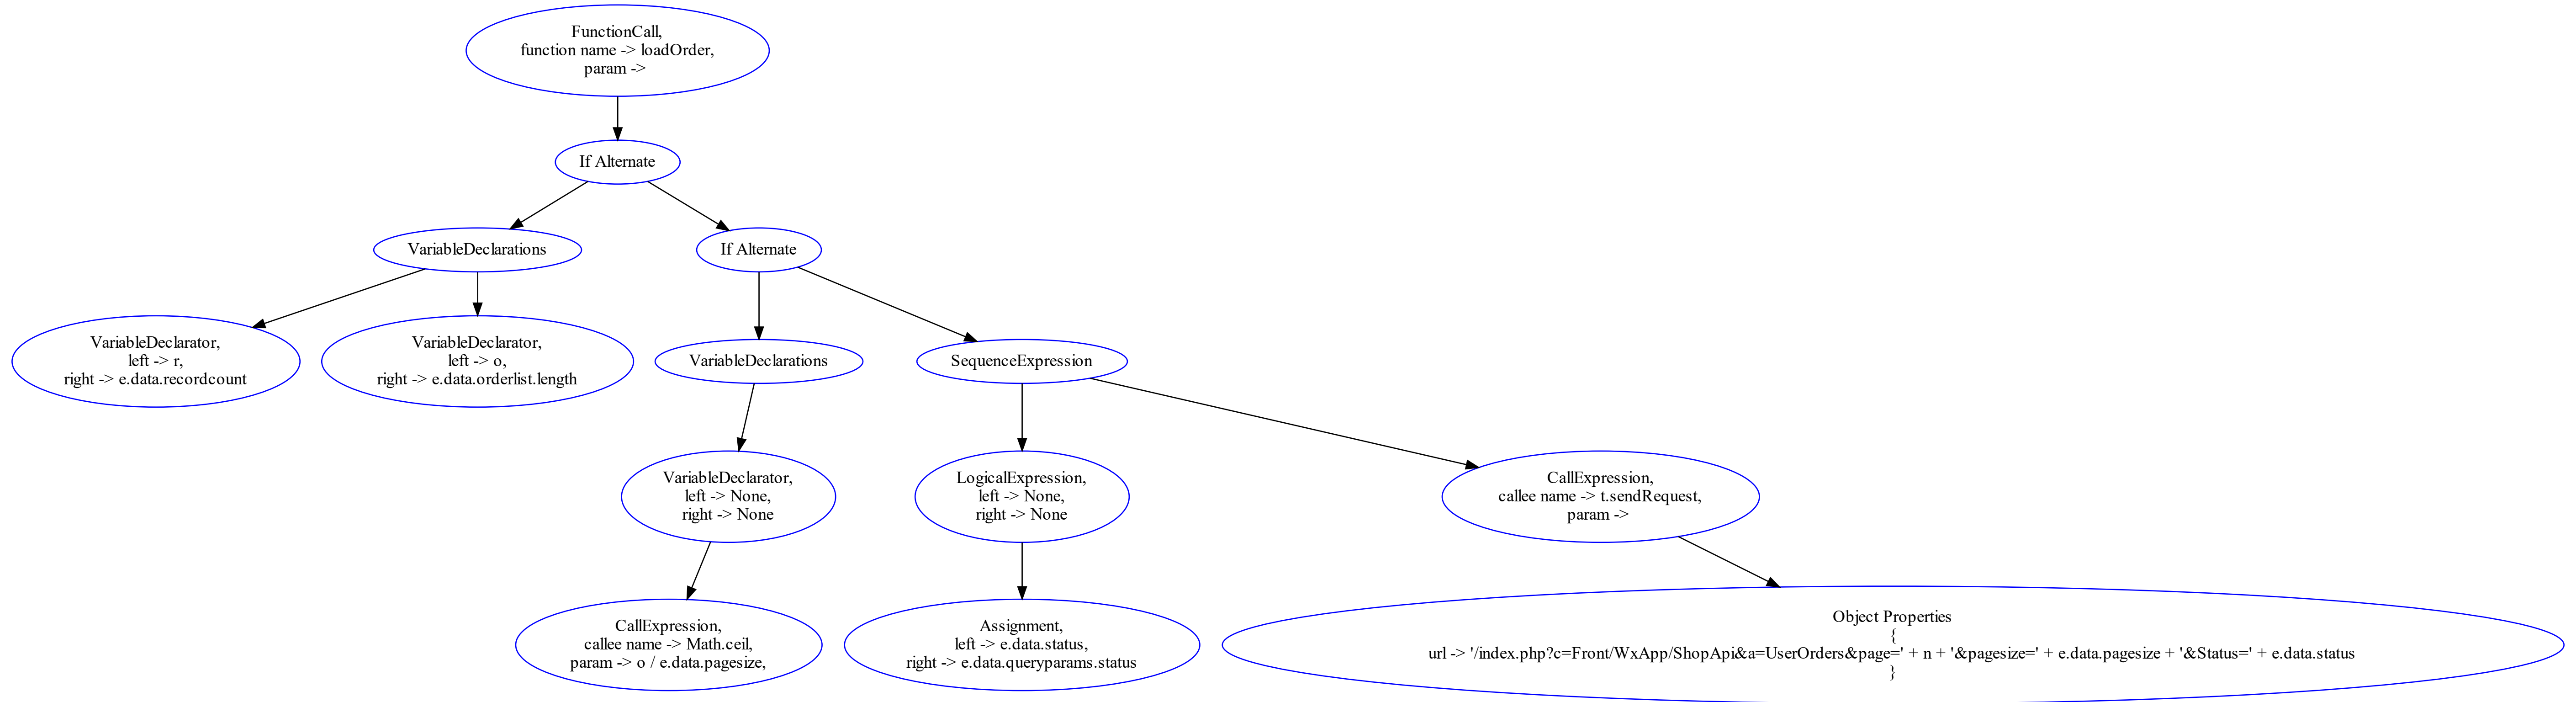 FunctionCall,
function name -> loadOrder,
param ->
If Alternate
VariableDeclarations
If Alternate
VariableDeclarator,
left -> r,
right -> e.data.recordcount
VariableDeclarator,
left -> o,
right -> e.data.orderlist.length
VariableDeclarations
SequenceExpression
VariableDeclarator,
left -> None,
right -> None
LogicalExpression,
left -> None,
right -> None
CallExpression,
callee name -> t.sendRequest,
param ->
CallExpression,
callee name -> Math.ceil,
param -> o / e.data.pagesize,
Assignment,
left -> e.data.status,
right -> e.data.queryparams.status
Object Properties
{
url -> '/index.php?c=Front/WxApp/ShopApi&a=UserOrders&page=' + n + '&pagesize=' + e.data.pagesize + '&Status=' + e.data.status
}